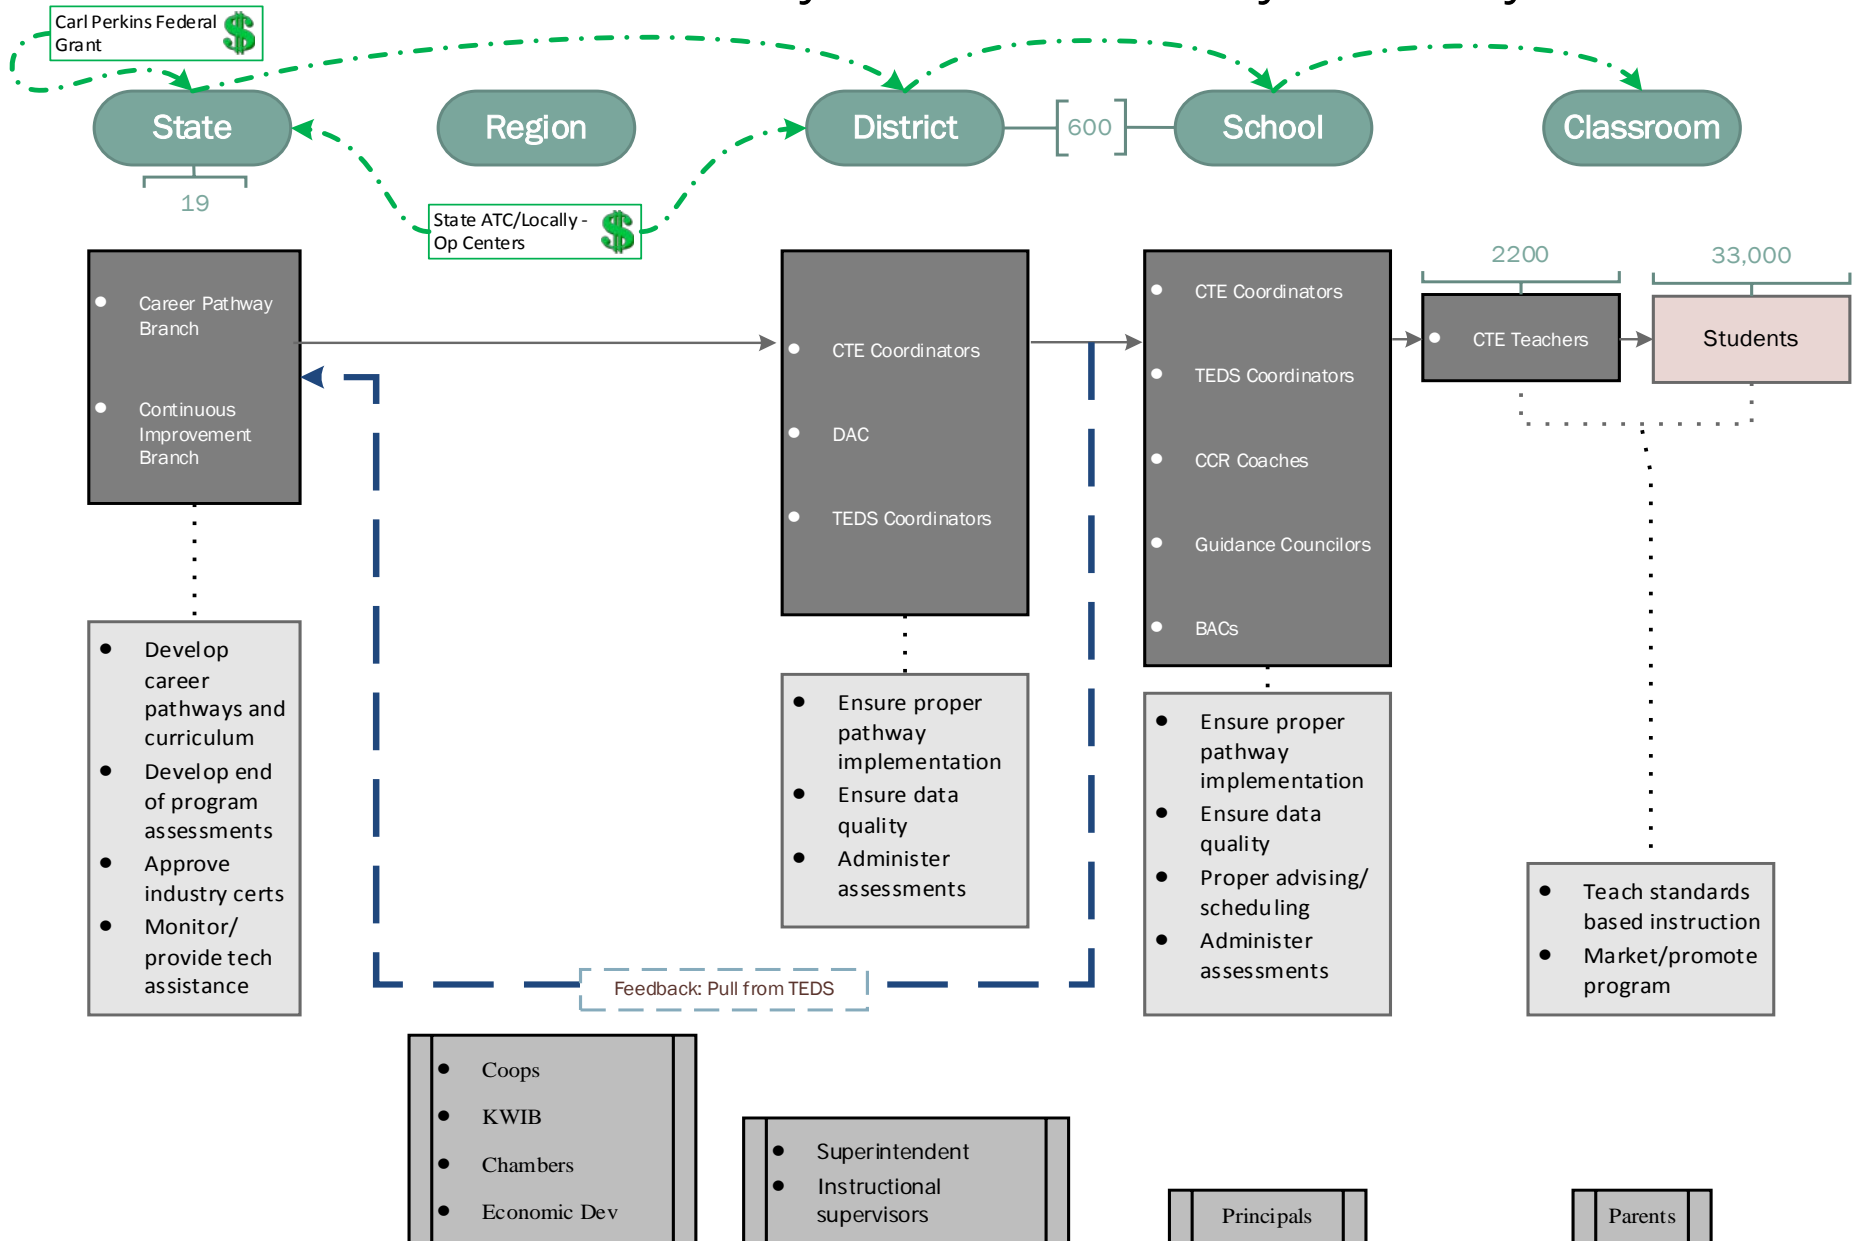 Carl Perkins Federal
Grant
State
Region
District
600
School
Classroom
19
State ATC/Locally -
Op Centers
2200
33,000
Career Pathway
Branch
Continuous
Improvement
Branch
CTE Coordinators
DAC
TEDS Coordinators
CTE Coordinators
TEDS Coordinators
CCR Coaches
Guidance Councilors
BACs
CTE Teachers
Students
Develop
career
pathways and
curriculum
Develop end
of program
assessments
Approve
industry certs
Monitor/
provide tech
assistance
Ensure proper
pathway
implementation
Ensure data
quality
Administer
assessments
Ensure proper
pathway
implementation
Ensure data
quality
Proper advising/
scheduling
Administer
assessments
Teach standards
based instruction
Market/promote
program
Feedback: Pull from TEDS
Coops
KWIB
Chambers
Economic Dev
Superintendent
Instructional
supervisors
Principals
Parents